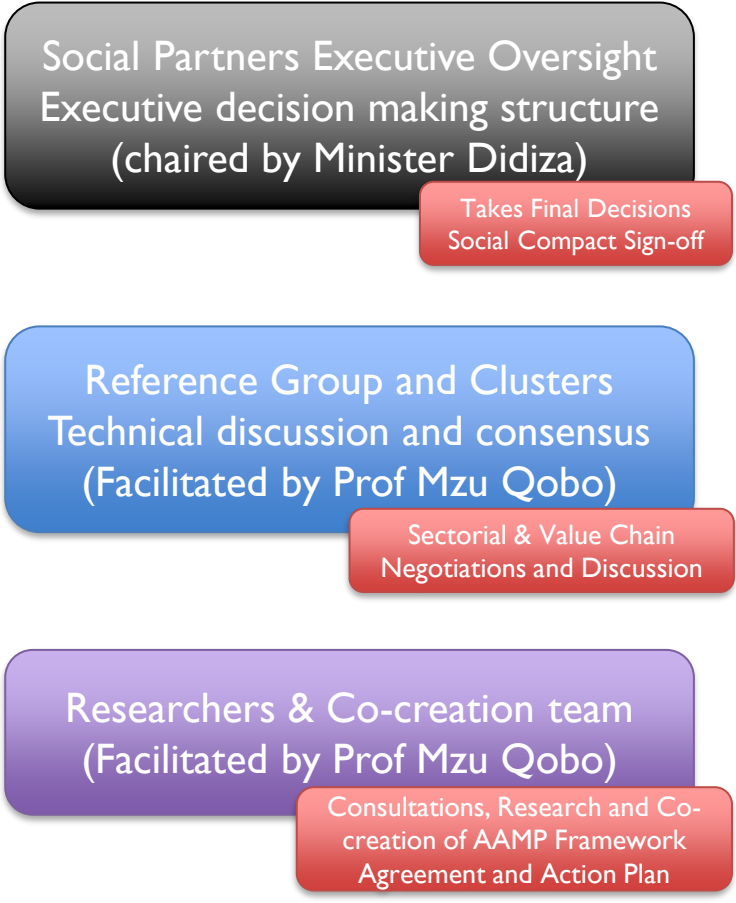 Social Partners Executive Oversight
Executive decision making structure
(chaired by Minister Didiza)
Takes Final Decisions
Social Compact Sign-off
Reference Group and Clusters
Technical discussion and consensus
(Facilitated by Prof Mzu Qobo)
Sectorial & Value Chain
Negotiations and Discussion
Researchers & Co-creation team
(Facilitated by Prof Mzu Qobo)
Consultations, Research and Co-
creation of AAMP Framework
Agreement and Action Plan